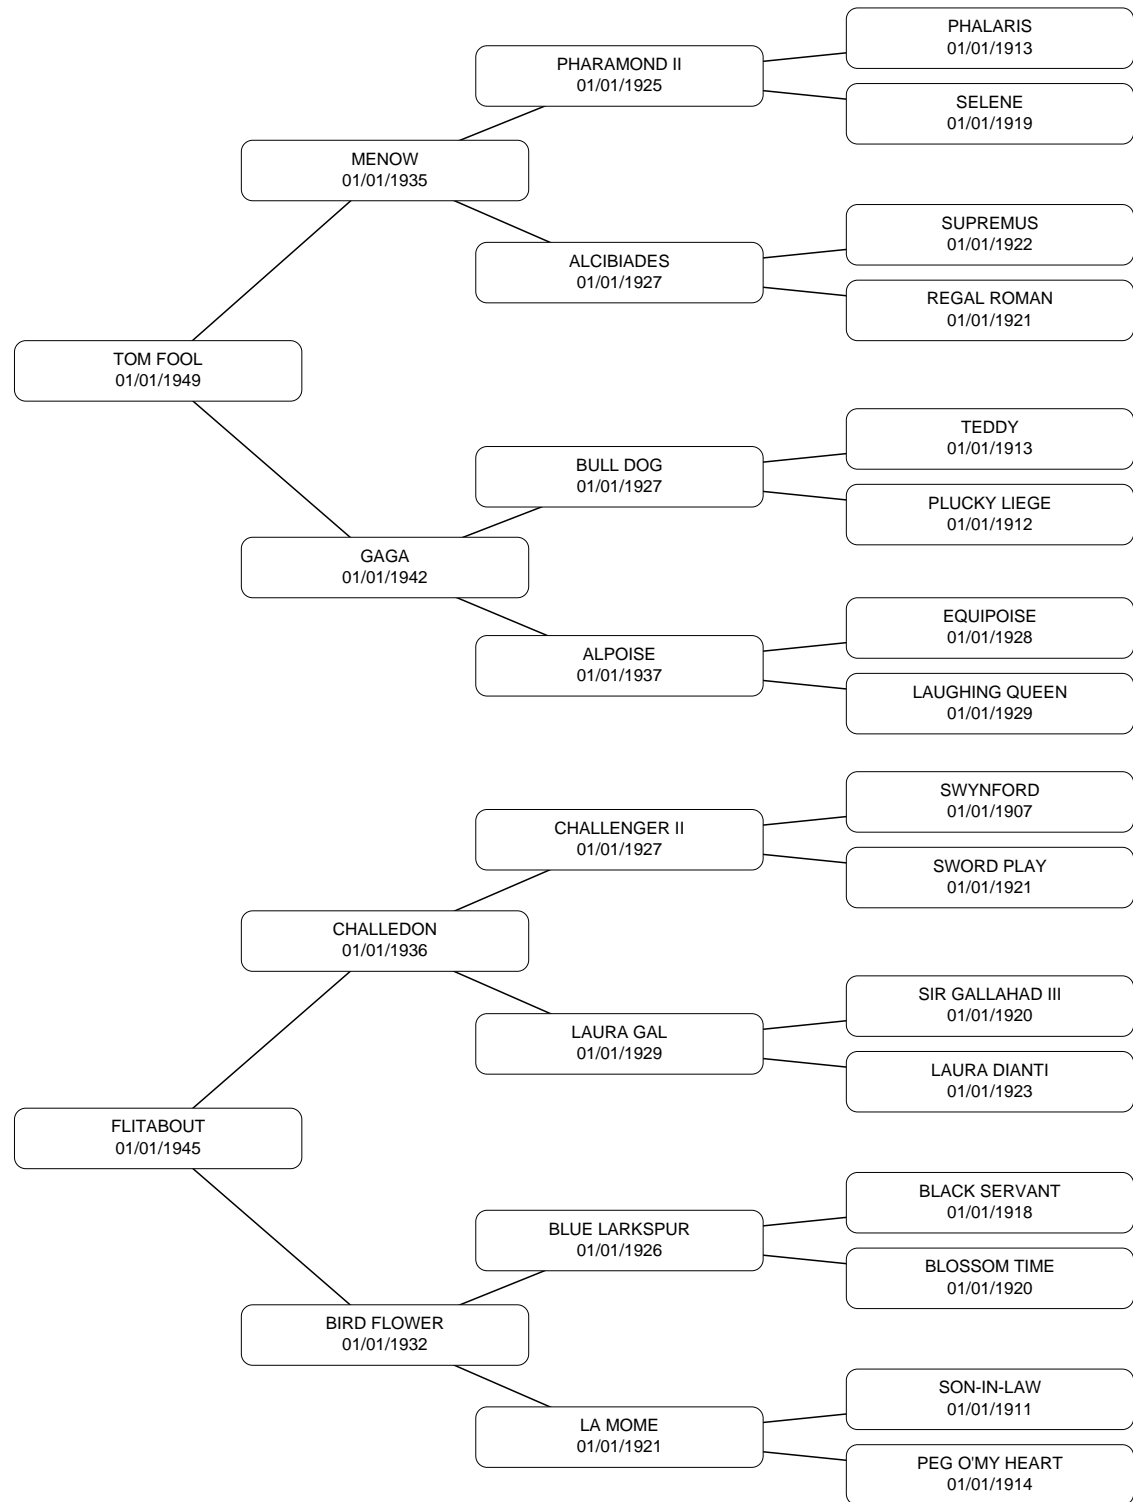 PHALARIS
01/01/1913
PHARAMOND II
01/01/1925
SELENE
01/01/1919
MENOW
01/01/1935
SUPREMUS
01/01/1922
ALCIBIADES
01/01/1927
REGAL ROMAN
01/01/1921
TOM FOOL
01/01/1949
TEDDY
01/01/1913
BULL DOG
01/01/1927
PLUCKY LIEGE
01/01/1912
GAGA
01/01/1942
EQUIPOISE
01/01/1928
ALPOISE
01/01/1937
LAUGHING QUEEN
01/01/1929
SWYNFORD
01/01/1907
CHALLENGER II
01/01/1927
SWORD PLAY
01/01/1921
CHALLEDON
01/01/1936
SIR GALLAHAD III
01/01/1920
LAURA GAL
01/01/1929
LAURA DIANTI
01/01/1923
FLITABOUT
01/01/1945
BLACK SERVANT
01/01/1918
BLUE LARKSPUR
01/01/1926
BLOSSOM TIME
01/01/1920
BIRD FLOWER
01/01/1932
SON-IN-LAW
01/01/1911
LA MOME
01/01/1921
PEG O'MY HEART
01/01/1914